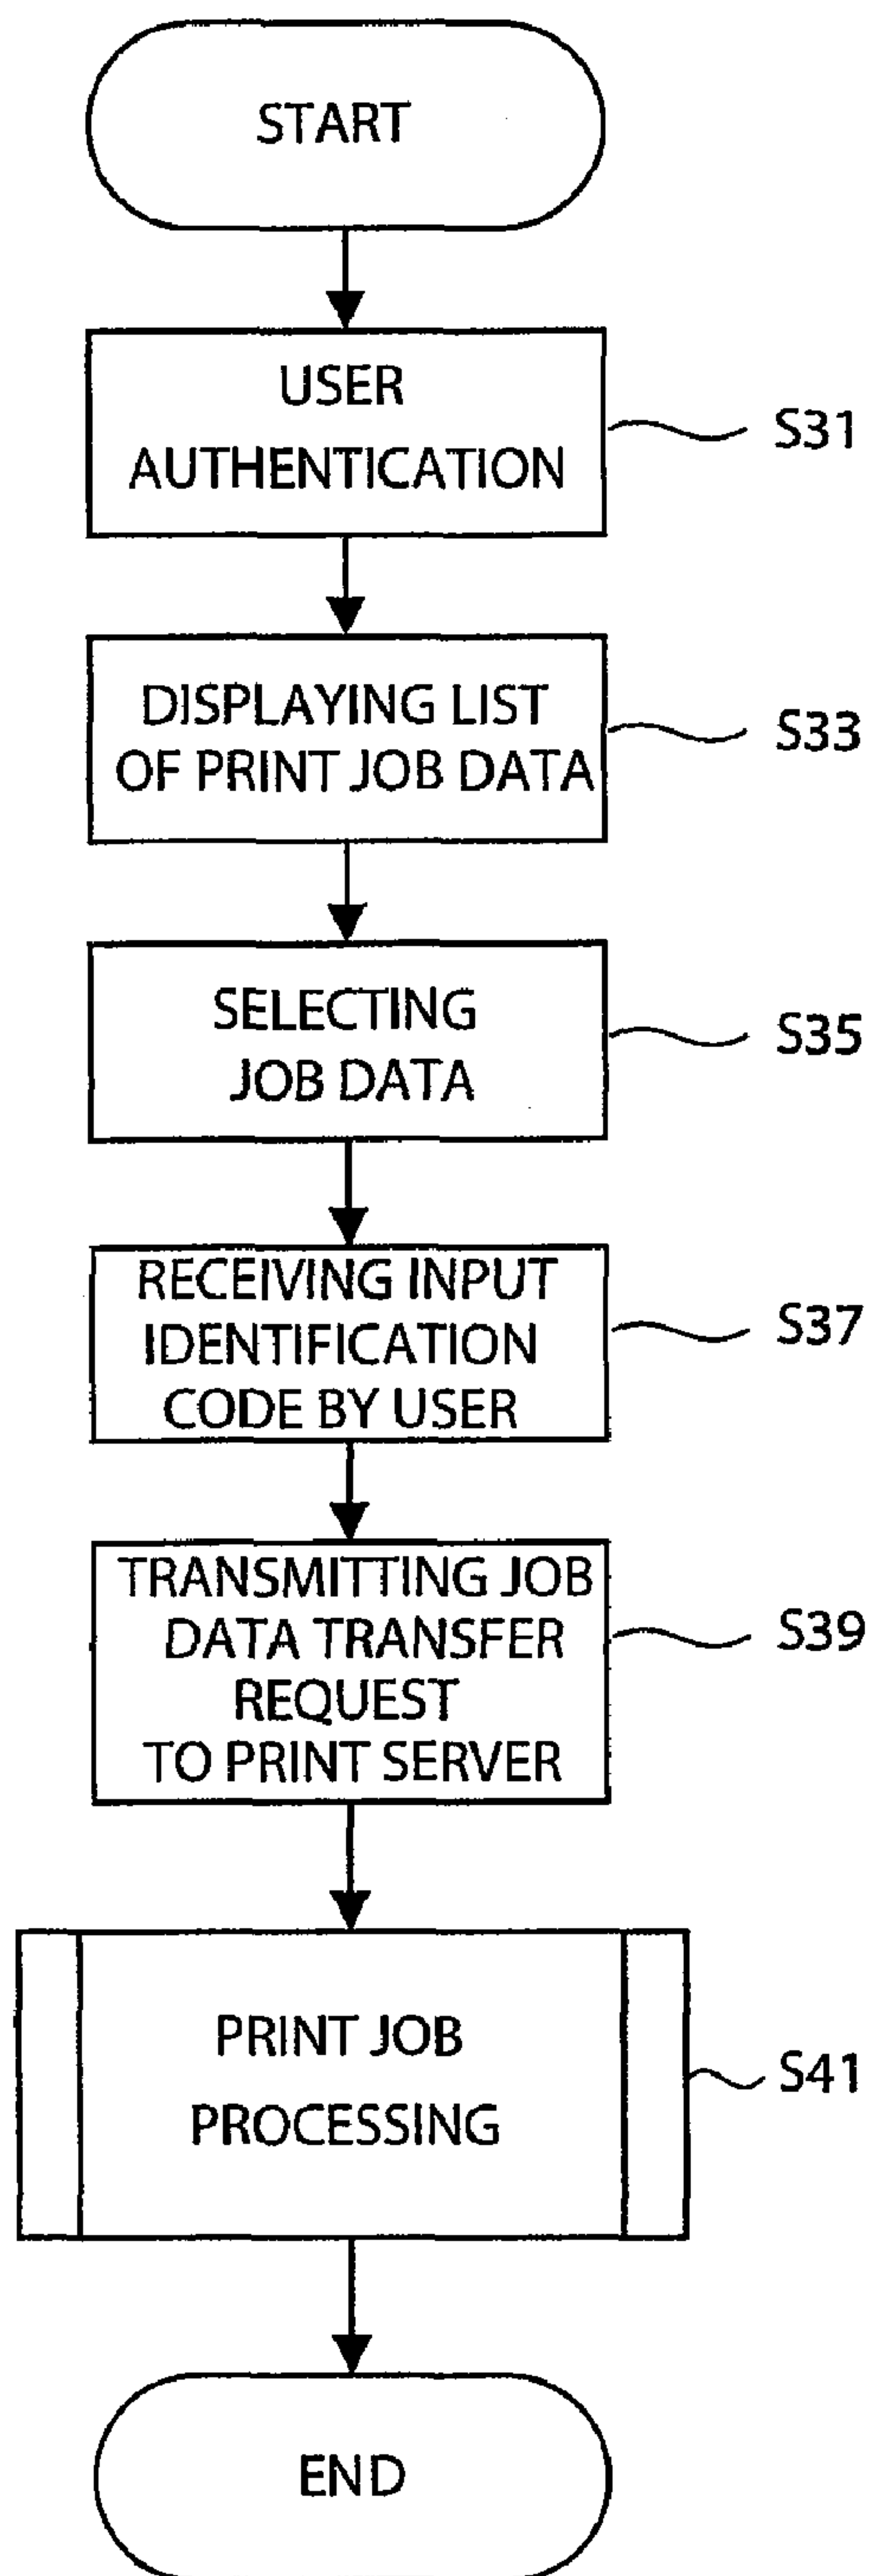 START
USER
AUTHENTICATION
S31
DISPLAYING LIST
OF PRINT JOB DATA
S33
SELECTING
JOB DATA
S35
RECEIVING INPUT
IDENTIFICATION
CODE BY USER
S37
TRANSMITTING JOB
DATA TRANSFER
REQUEST
TO PRINT SERVER
S39
PRINT JOB
PROCESSING
S41
END